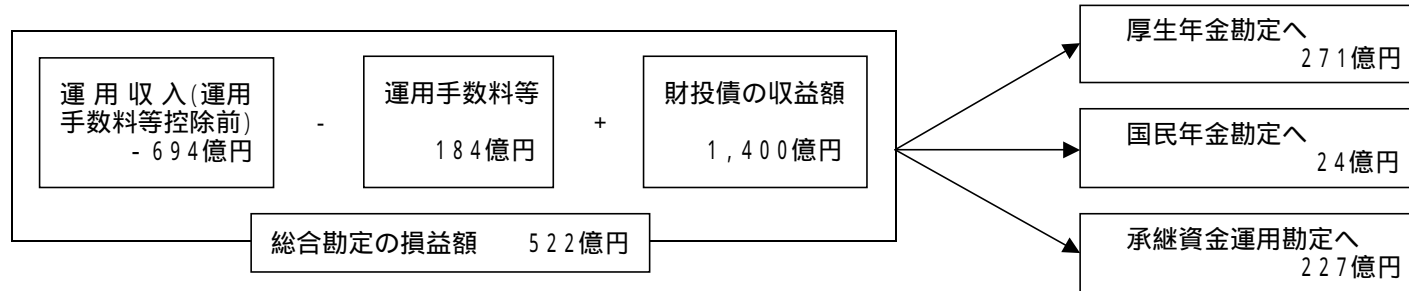 運用収入(運用
手数料等控除前)
-694億円
-
運用手数料等
184億円
+
財投債の収益額
1,400億円
総合勘定の損益額 522億円
厚生年金勘定へ
271億円
国民年金勘定へ
24億円
承継資金運用勘定へ
227億円